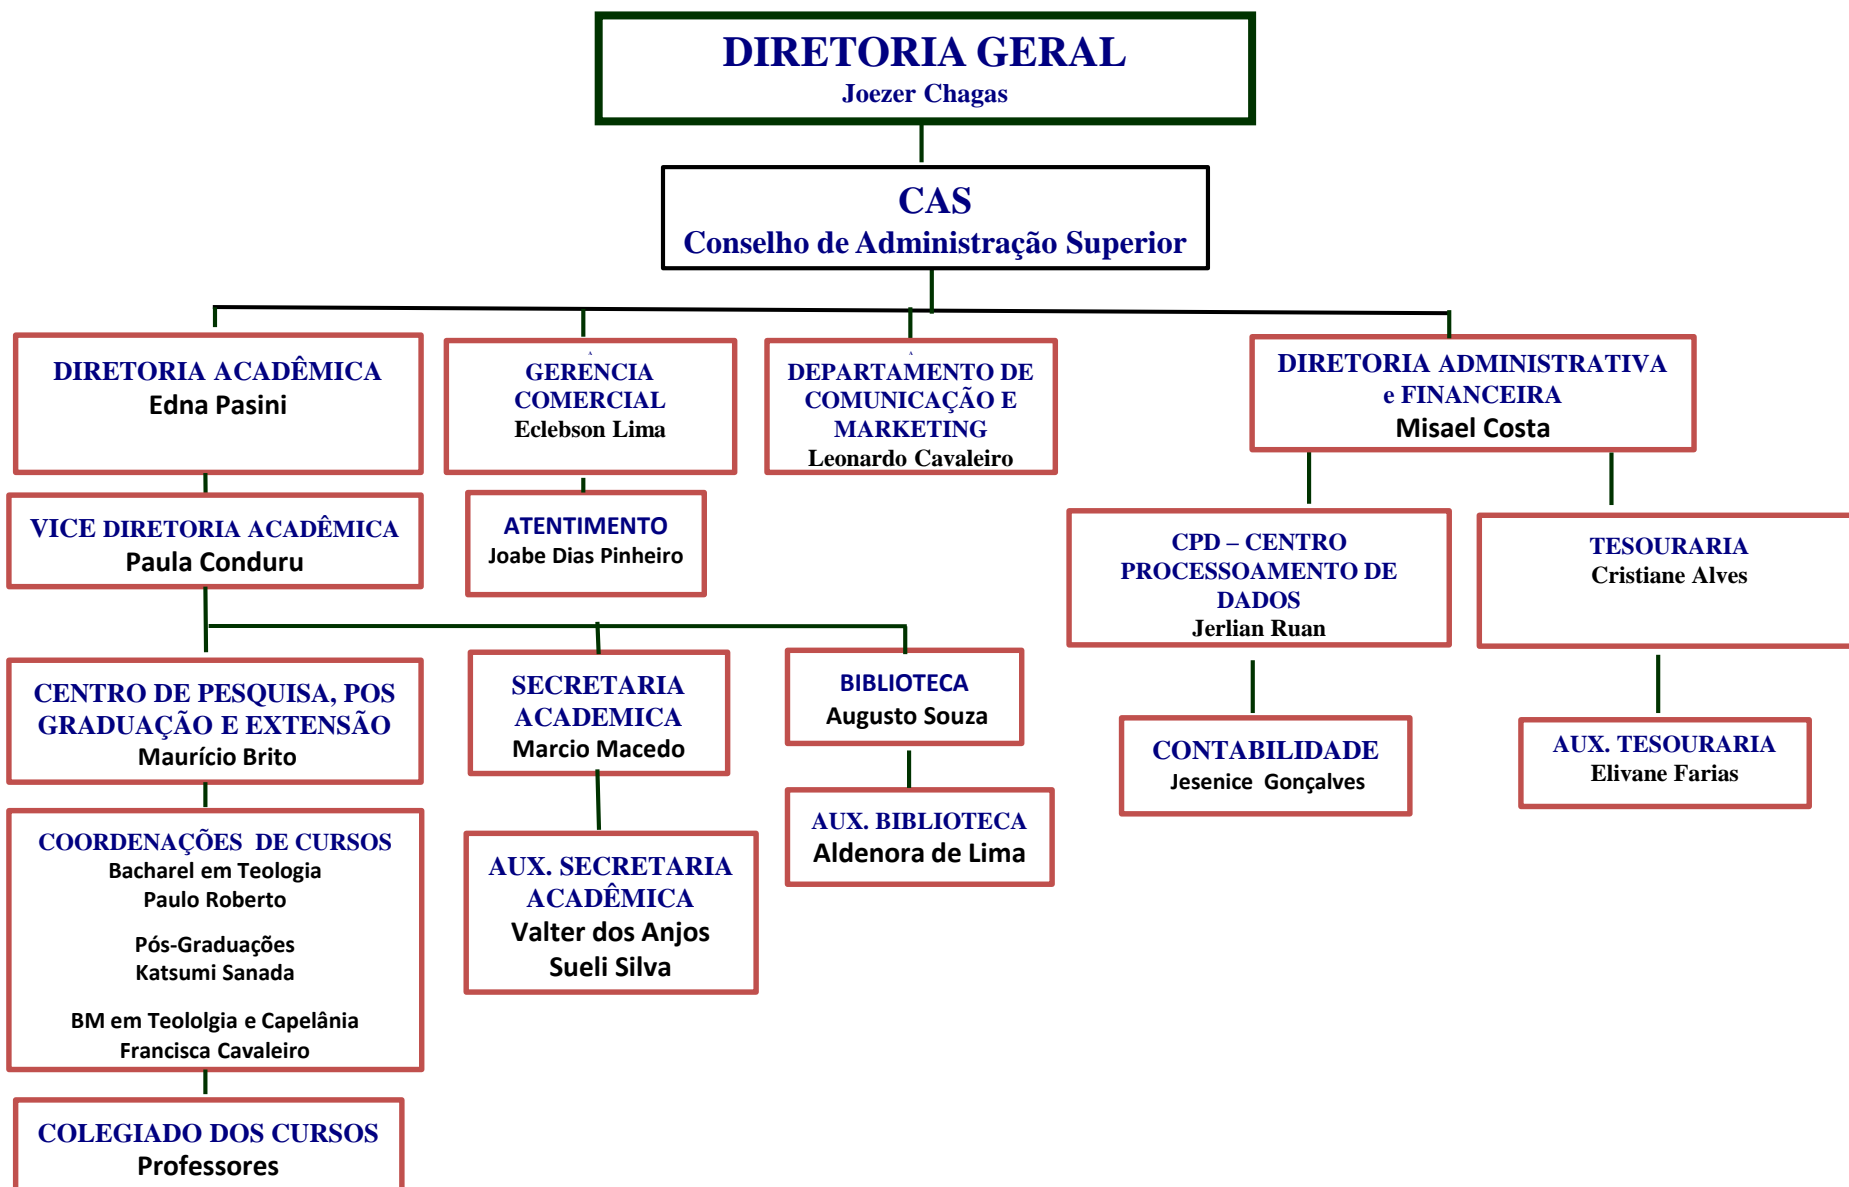 DIRETORIA GERAL
Joezer Chagas
CAS
Conselho de Administração Superior
DIRETORIA ACADÊMICA
Edna Pasini
GERÊNCIA
COMERCIAL
Eclebson Lima
DEPARTAMENTO DE
COMUNICAÇÃO E
MARKETING
Leonardo Cavaleiro
DIRETORIA ADMINISTRATIVA
e FINANCEIRA
Misael Costa
VICE DIRETORIA ACADÊMICA
Paula Conduru
ATENTIMENTO
Joabe Dias Pinheiro
CPD – CENTRO
PROCESSOAMENTO DE
DADOS
Jerlian Ruan
TESOURARIA
Cristiane Alves
CENTRO DE PESQUISA, POS
GRADUAÇÃO E EXTENSÃO
Maurício Brito
SECRETARIA
ACADEMICA
Marcio Macedo
BIBLIOTECA
Augusto Souza
CONTABILIDADE
Jesenice Gonçalves
AUX. TESOURARIA
Elivane Farias
COORDENAÇÕES DE CURSOS
Bacharel em Teologia
Paulo Roberto
Pós-Graduações
Katsumi Sanada
BM em Teololgia e Capelânia
Francisca Cavaleiro
AUX. SECRETARIA
ACADÊMICA
Valter dos Anjos
Sueli Silva
AUX. BIBLIOTECA
Aldenora de Lima
COLEGIADO DOS CURSOS
Professores